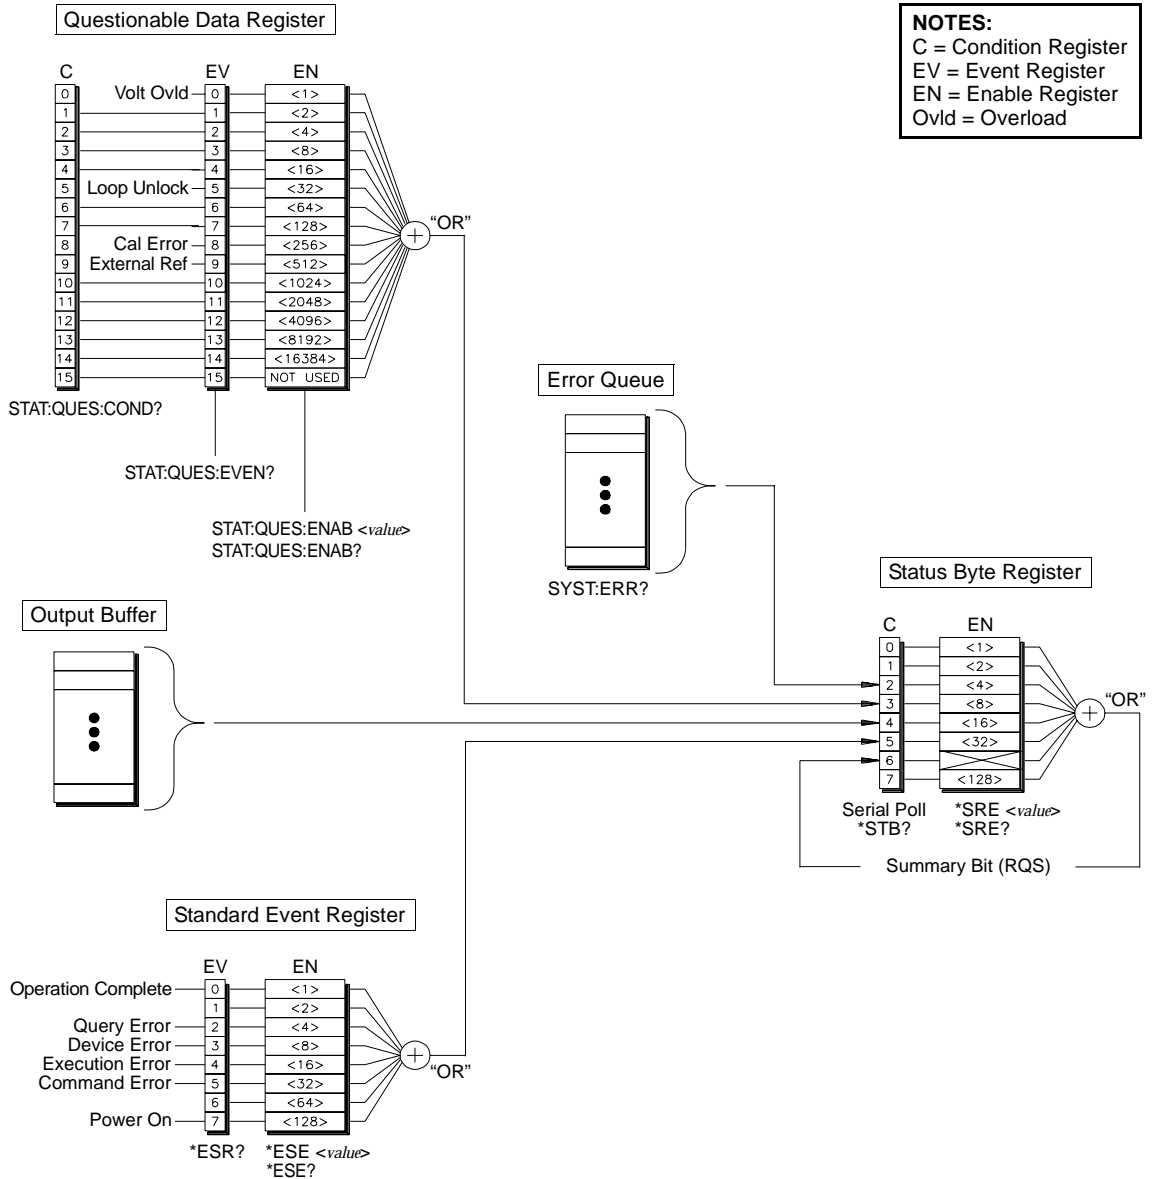 Questionable Data Register
NOTES:
C = Condition Register
EV = Event Register
EN = Enable Register
Ovld = Overload
C EV EN
0 Volt Ovld 0 <1>
1 1 <2>
2 2 <4>
3 3 <8>
4 4 <16>
5 Loop Unlock 5 <32>
6 6 <64>
7 7 <128>
"OR"
8 Cal Error 8 <256>
9 External Ref 9 <512>
10 10 <1024>
11 11 <2048>
12 12 <4096>
13 13 <8192>
14 14 <16384>
15 15 NOT USED
STAT:QUES:COND?
STAT:QUES:EVEN?
STAT:QUES:ENAB <value>
STAT:QUES:ENAB?
Error Queue
SYST:ERR?
Output Buffer
Status Byte Register
C EN
0 <1>
1 <2>
2 <4>
3 <8>
4 <16>
5 <32>
6
7 <128>
"OR"
Serial Poll
*STB?
*SRE <value>
*SRE?
Summary Bit (RQS)
Standard Event Register
EV EN
Operation Complete 0 <1>
1 <2>
Query Error 2 <4>
Device Error 3 <8>
Execution Error 4 <16>
Command Error 5 <32>
6 <64>
Power On 7 <128>
"OR"
*ESR?
*ESE <value>
*ESE?